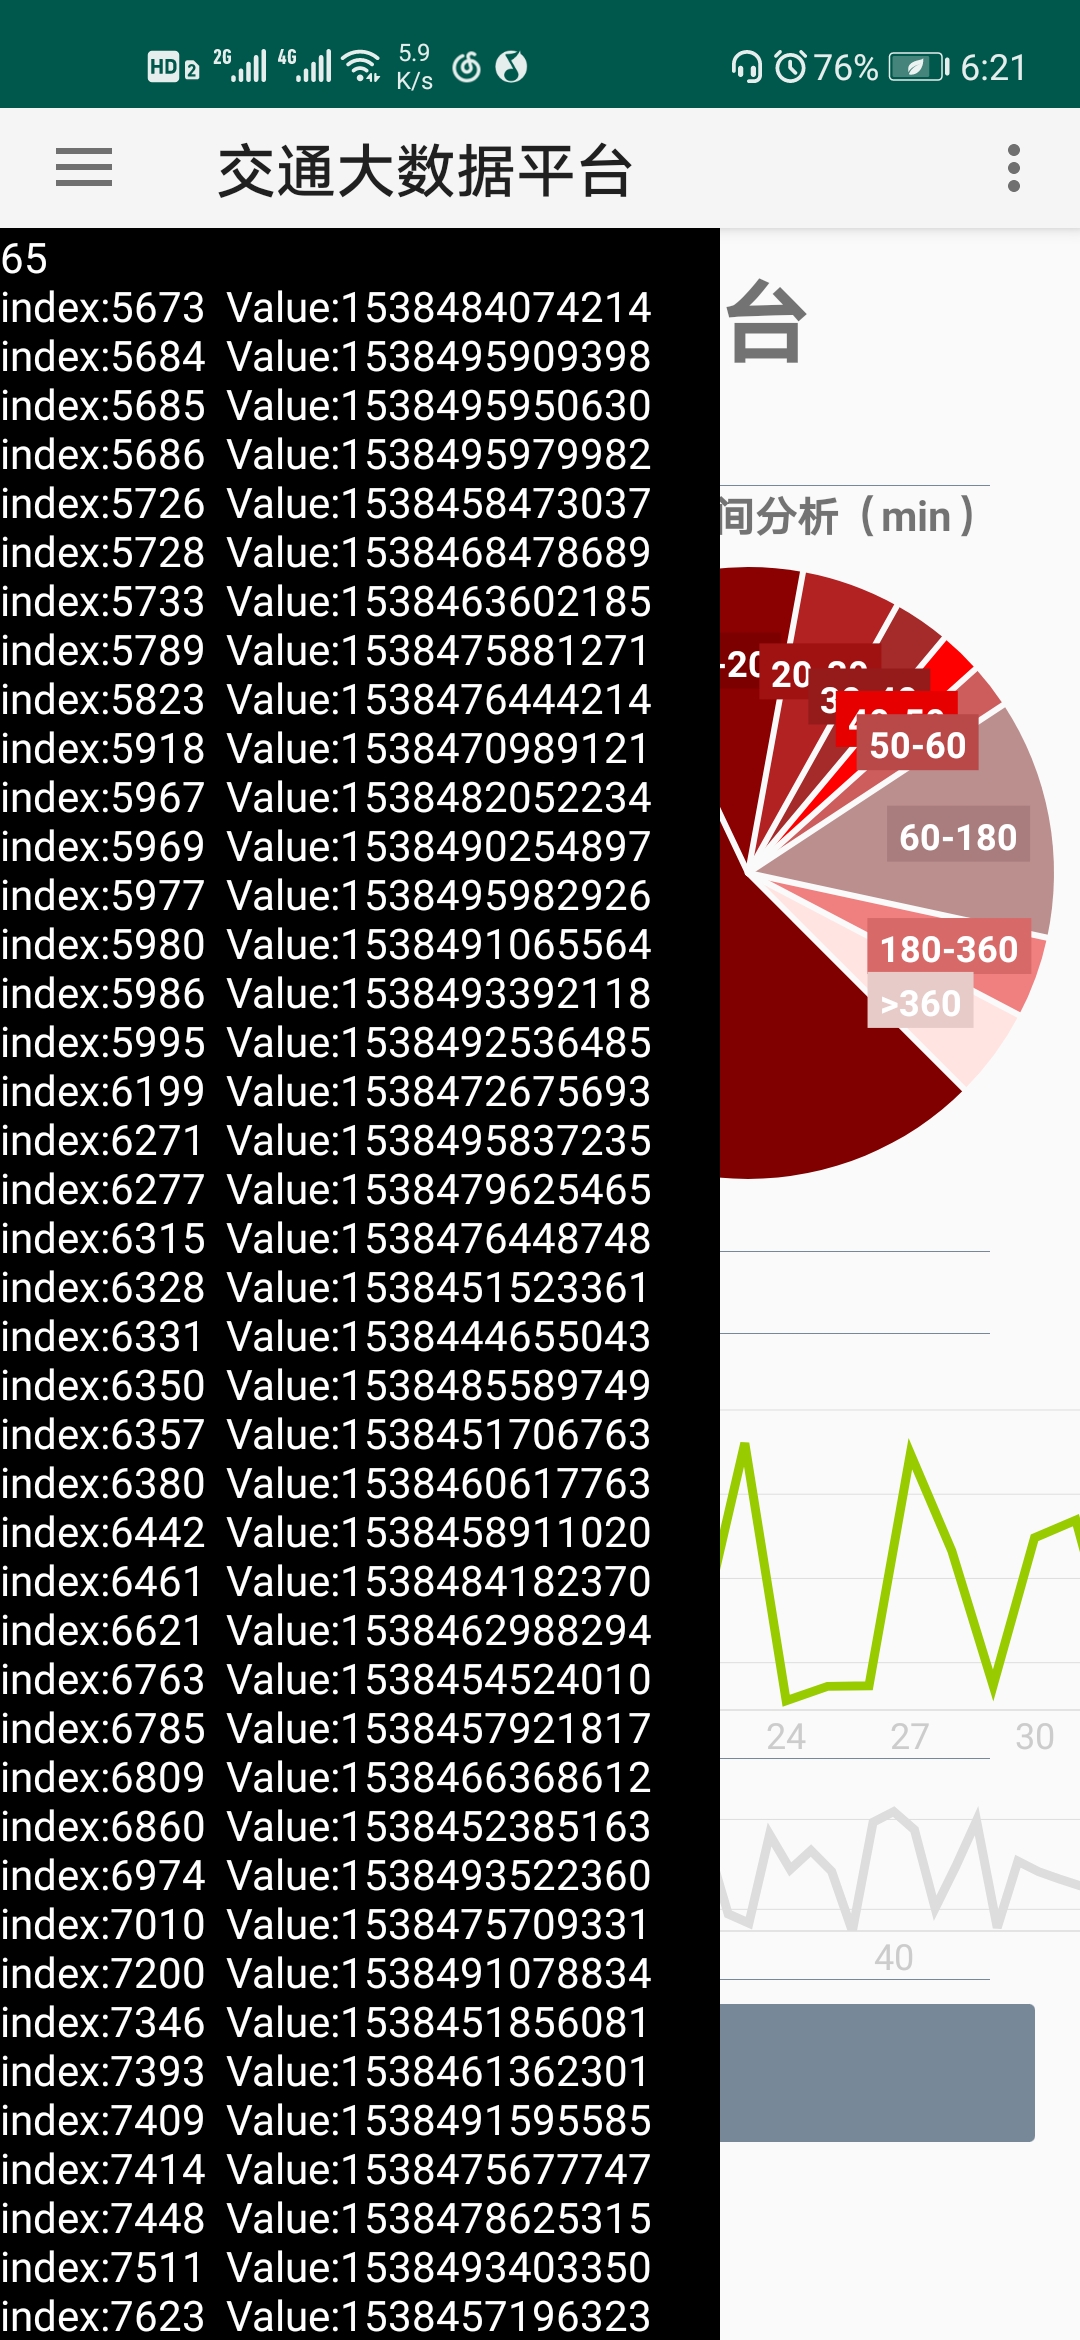 HD 2 2G 4G 5.9 K/s 76% 6:21
交通大数据平台
65
index:5673 Value:1538484074214
index:5684 Value:1538495909398
index:5685 Value:1538495950630
index:5686 Value:1538495979982
index:5726 Value:1538458473037
index:5728 Value:1538468478689
index:5733 Value:1538463602185
index:5789 Value:1538475881271
index:5823 Value:1538476444214
index:5918 Value:1538470989121
index:5967 Value:1538482052234
index:5969 Value:1538490254897
index:5977 Value:1538495982926
index:5980 Value:1538491065564
index:5986 Value:1538493392118
index:5995 Value:1538492536485
index:6199 Value:1538472675693
index:6271 Value:1538495837235
index:6277 Value:1538479625465
index:6315 Value:1538476448748
index:6328 Value:1538451523361
index:6331 Value:1538444655043
index:6350 Value:1538485589749
index:6357 Value:1538451706763
index:6380 Value:1538460617763
index:6442 Value:1538458911020
index:6461 Value:1538484182370
index:6621 Value:1538462988294
index:6763 Value:1538454524010
index:6785 Value:1538457921817
index:6809 Value:1538466368612
index:6860 Value:1538452385163
index:6974 Value:1538493522360
index:7010 Value:1538475709331
index:7200 Value:1538491078834
index:7346 Value:1538451856081
index:7393 Value:1538461362301
index:7409 Value:1538491595585
index:7414 Value:1538475677747
index:7448 Value:1538478625315
index:7511 Value:1538493403350
index:7623 Value:1538457196323
台
间分析（min）
-20
20-30
30-40
40-50
50-60
60-180
180-360
>360
24 27 30
40